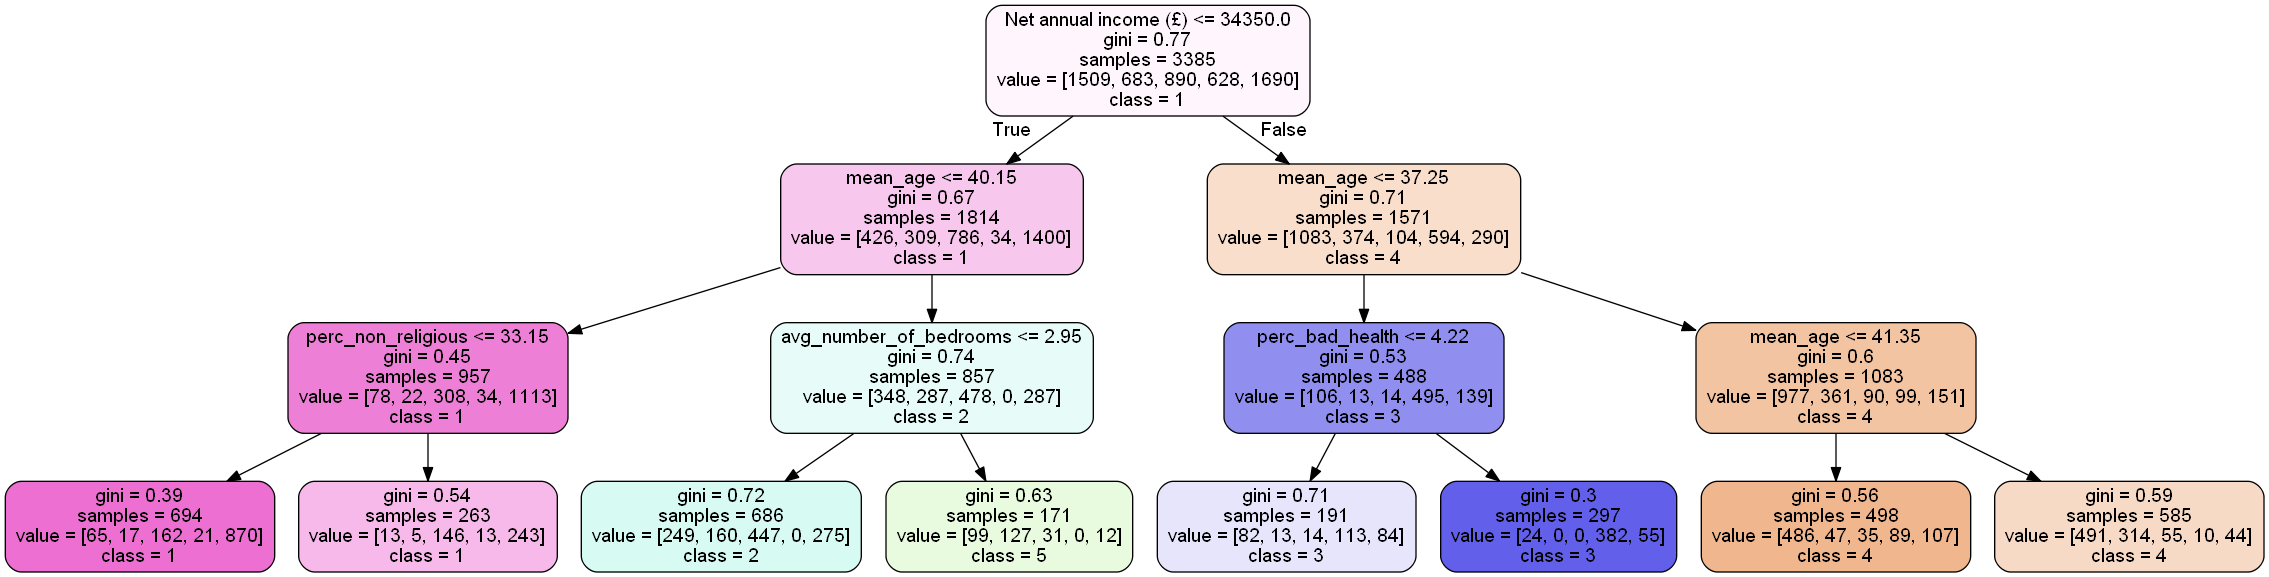 Net annual income (£) <= 34350.0
gini = 0.77
samples = 3385
value = [1509, 683, 890, 628, 1690]
class = 1
True
False
mean_age <= 40.15
gini = 0.67
samples = 1814
value = [426, 309, 786, 34, 1400]
class = 1
mean_age <= 37.25
gini = 0.71
samples = 1571
value = [1083, 374, 104, 594, 290]
class = 4
perc_non_religious <= 33.15
gini = 0.45
samples = 957
value = [78, 22, 308, 34, 1113]
class = 1
avg_number_of_bedrooms <= 2.95
gini = 0.74
samples = 857
value = [348, 287, 478, 0, 287]
class = 2
perc_bad_health <= 4.22
gini = 0.53
samples = 488
value = [106, 13, 14, 495, 139]
class = 3
mean_age <= 41.35
gini = 0.6
samples = 1083
value = [977, 361, 90, 99, 151]
class = 4
gini = 0.39
samples = 694
value = [65, 17, 162, 21, 870]
class = 1
gini = 0.54
samples = 263
value = [13, 5, 146, 13, 243]
class = 1
gini = 0.72
samples = 686
value = [249, 160, 447, 0, 275]
class = 2
gini = 0.63
samples = 171
value = [99, 127, 31, 0, 12]
class = 5
gini = 0.71
samples = 191
value = [82, 13, 14, 113, 84]
class = 3
gini = 0.3
samples = 297
value = [24, 0, 0, 382, 55]
class = 3
gini = 0.56
samples = 498
value = [486, 47, 35, 89, 107]
class = 4
gini = 0.59
samples = 585
value = [491, 314, 55, 10, 44]
class = 4